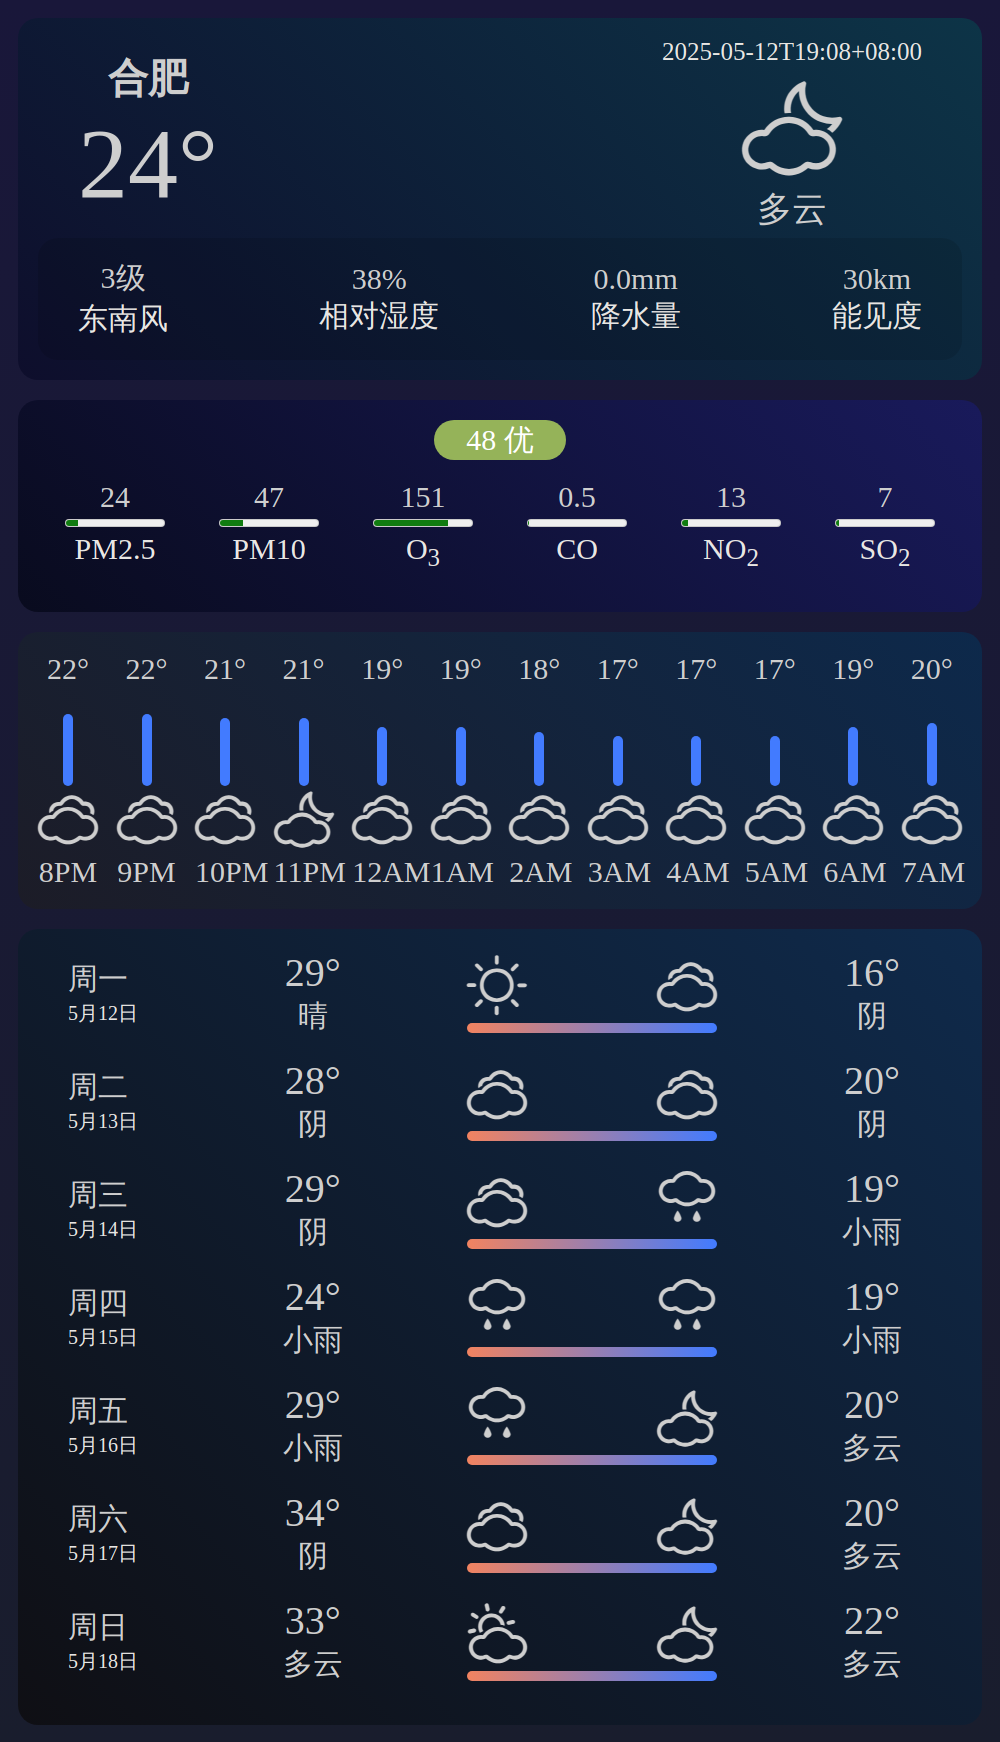 合肥
24°
2025-05-12T19:08+08:00
多云
3级 38% 0.0mm 30km
东南风 相对湿度 降水量 能见度
48 优
24 47 151 0.5 13 7
PM2.5 PM10 O3 CO NO2 SO2
22° 22° 21° 21° 19° 19° 18° 17° 17° 17° 19° 20°
8PM 9PM 10PM 11PM 12AM 1AM 2AM 3AM 4AM 5AM 6AM 7AM
周一 29° 16°
5月12日 晴 阴
周二 28° 20°
5月13日 阴 阴
周三 29° 19°
5月14日 阴 小雨
周四 24° 19°
5月15日 小雨 小雨
周五 29° 20°
5月16日 小雨 多云
周六 34° 20°
5月17日 阴 多云
周日 33° 22°
5月18日 多云 多云